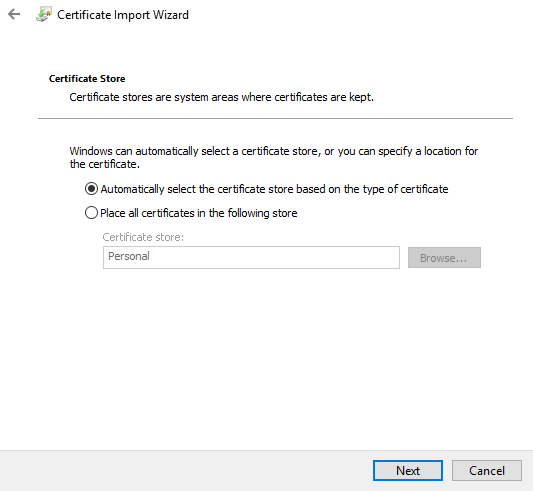 Certificate Import Wizard
Certificate Store
Certificate stores are system areas where certificates are kept.
Windows can automatically select a certificate store, or you can specify a location for
the certificate.
Automatically select the certificate store based on the type of certificate
Place all certificates in the following store
Certificate store:
Personal
Browse...
Next
Cancel